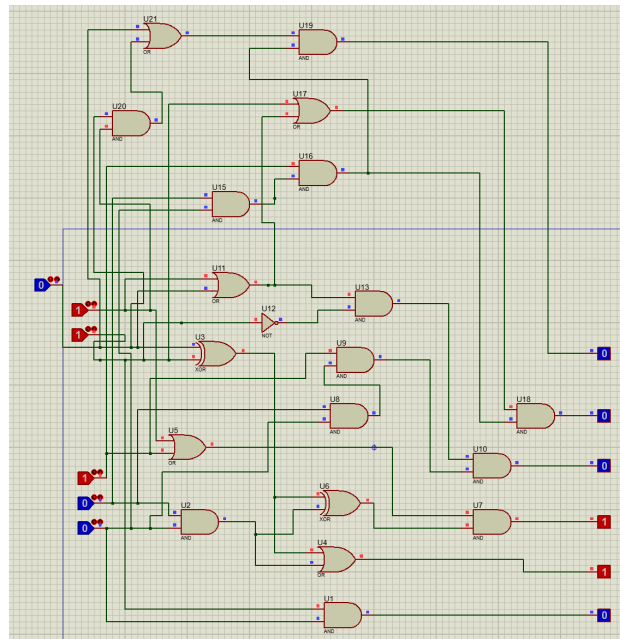 U21
OR
U19
AND
U20
AND
U17
OR
U16
AND
U15
AND
0
1
1
U11
OR
U12
NOT
U13
AND
U3
XOR
U9
AND
0
U8
AND
U18
AND
0
U5
OR
U10
AND
0
1
0
0
U2
AND
U6
XOR
U7
AND
1
U4
OR
1
U1
AND
0